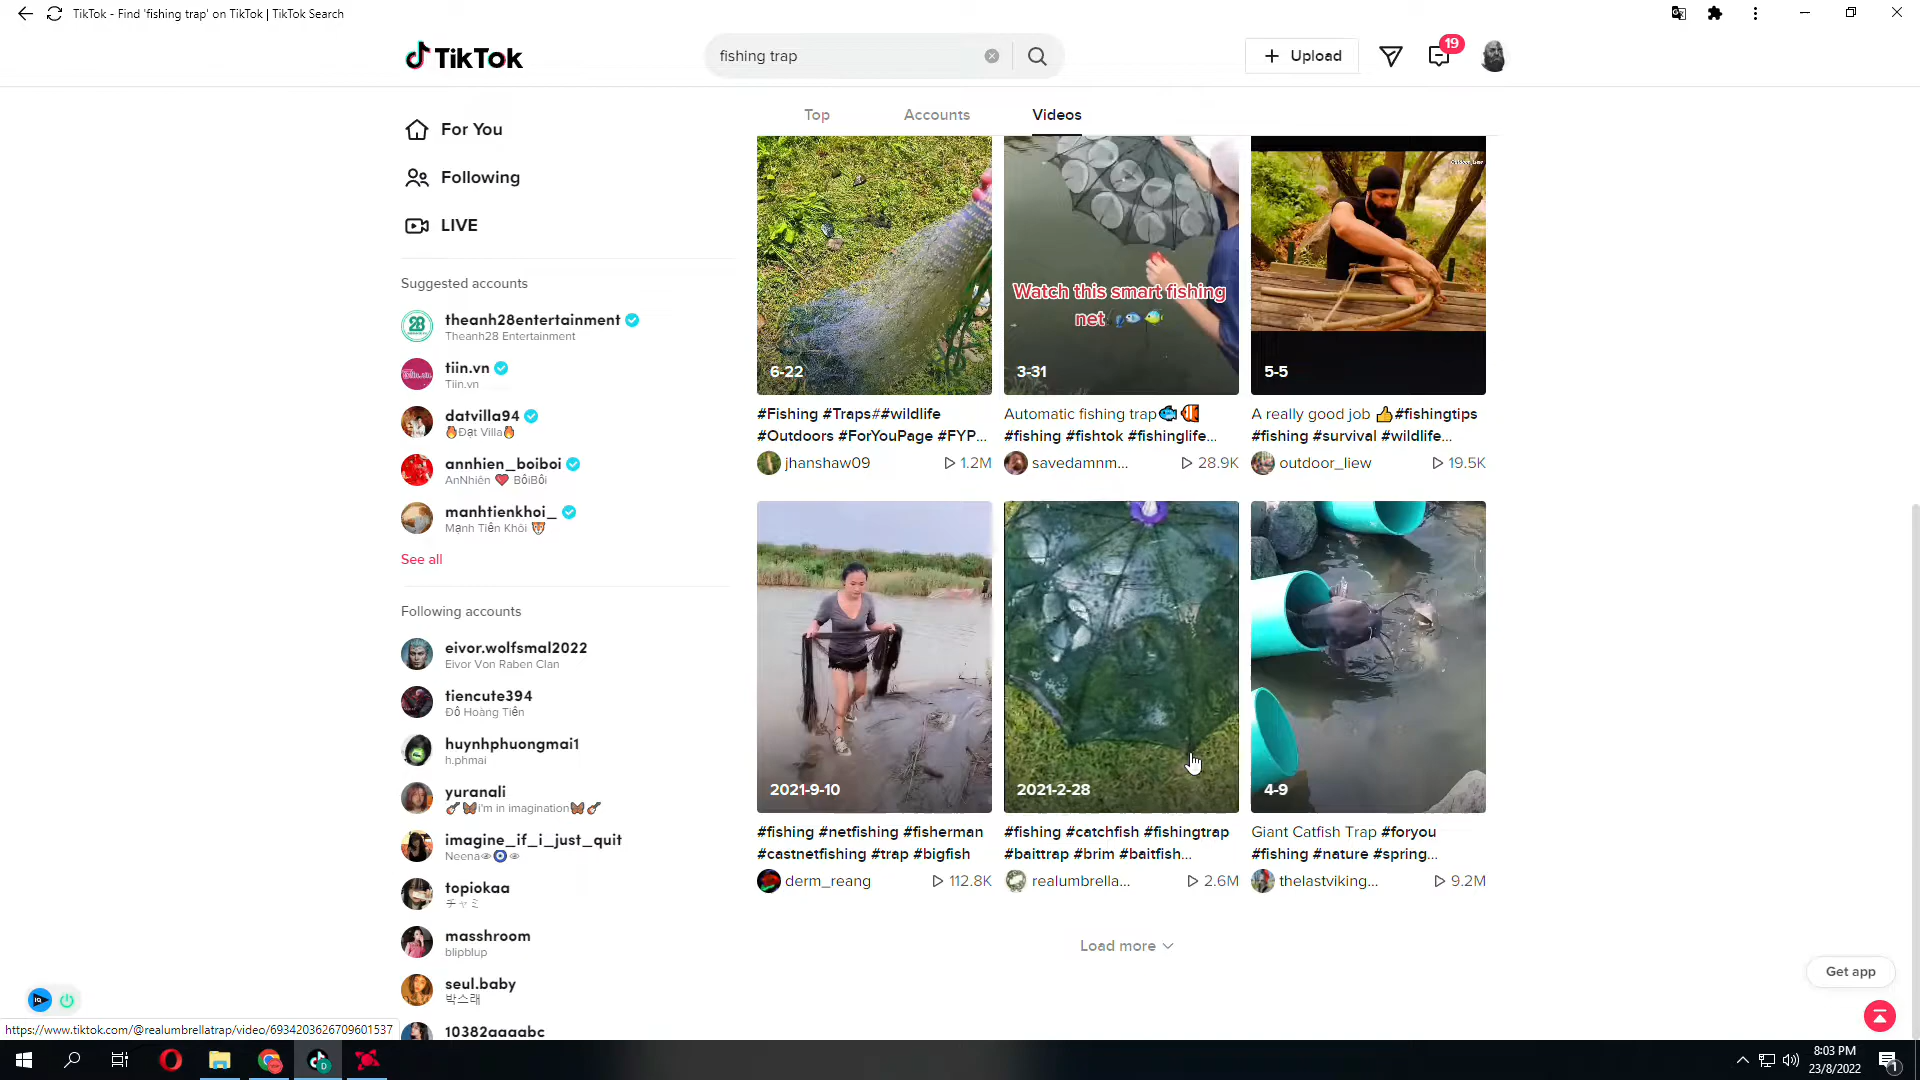 TikTok - Find 'fishing trap' on TikTok | TikTok Search
TikTok
fishing trap
Upload
19
For You
Following
LIVE
Suggested accounts
theanh28entertainment
Theanh28 Entertainment
tiin.vn
Tiin.vn
datvilla94
🔥Đạt Villa🔥
annhien_boiboi
AnNhiên ❤️ BôiBôi
manhtienkhoi_
Mạnh Tiến Khôi 🐯
See all
Following accounts
eivor.wolfsmal2022
Eivor Von Raben Clan
tiencute394
Đỗ Hoàng Tiến
huynhphuongmai1
h.phmai
yuranali
🎸🦋i'm in imagination🦋🎸
imagine_if_i_just_quit
Neena👁🧿👁
topiokaa
チャミ
masshroom
blipblup
seul.baby
박스래
10382aaaabc
Top Accounts Videos
6-22
#Fishing #Traps##wildlife
#Outdoors #ForYouPage #FYP...
jhanshaw09 1.2M
Watch this smart fishing
net
3-31
Automatic fishing trap🐟🐠
#fishing #fishtok #fishinglife...
savedamnm... 28.9K
5-5
A really good job 👍#fishingtips
#fishing #survival #wildlife...
outdoor_liew 19.5K
2021-9-10
#fishing #netfishing #fisherman
#castnetfishing #trap #bigfish
derm_reang 112.8K
2021-2-28
#fishing #catchfish #fishingtrap
#baittrap #brim #baitfish...
realumbrella... 2.6M
4-9
Giant Catfish Trap #foryou
#fishing #nature #spring...
thelastviking... 9.2M
Load more
Get app
https://www.tiktok.com/@realumbrellatrap/video/6934203626709601537
8:03 PM
23/8/2022
1